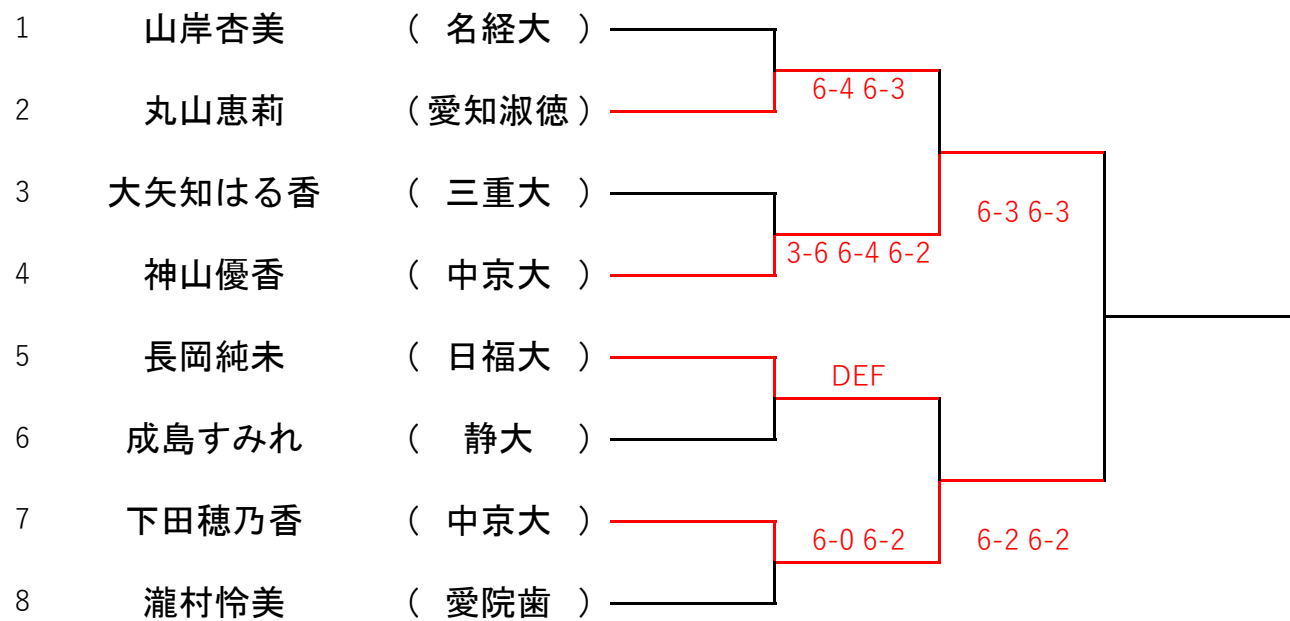 1 山岸杏美 ( 名経大 )
6-4 6-3
2 丸山恵莉 ( 愛知淑徳 )
3 大矢知はる香 ( 三重大 )
6-3 6-3
3-6 6-4 6-2
4 神山優香 ( 中京大 )
5 長岡純未 ( 日福大 )
DEF
6 成島すみれ ( 静大 )
7 下田穂乃香 ( 中京大 )
6-0 6-2 6-2 6-2
8 瀧村怜美 ( 愛院歯 )